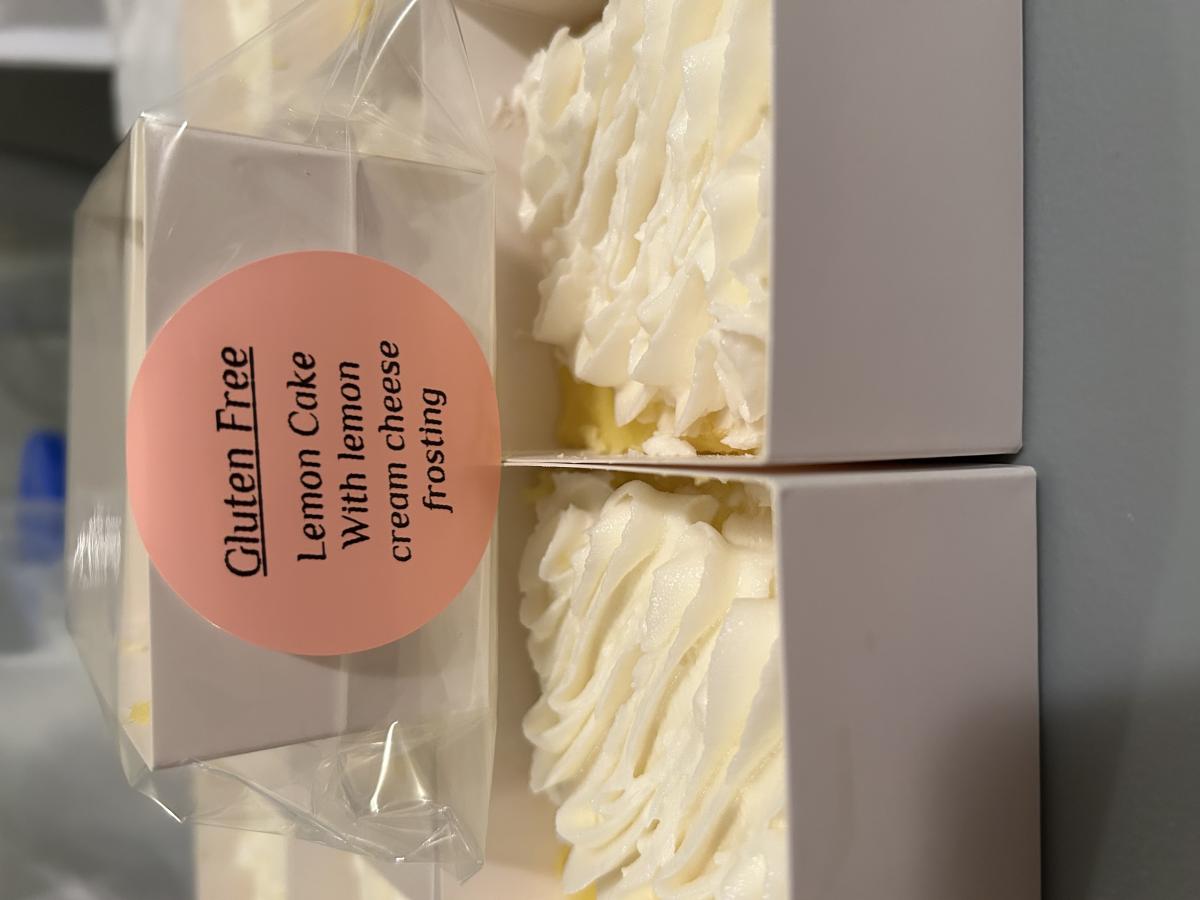 Gluten Free
Lemon Cake
With lemon
cream cheese
frosting